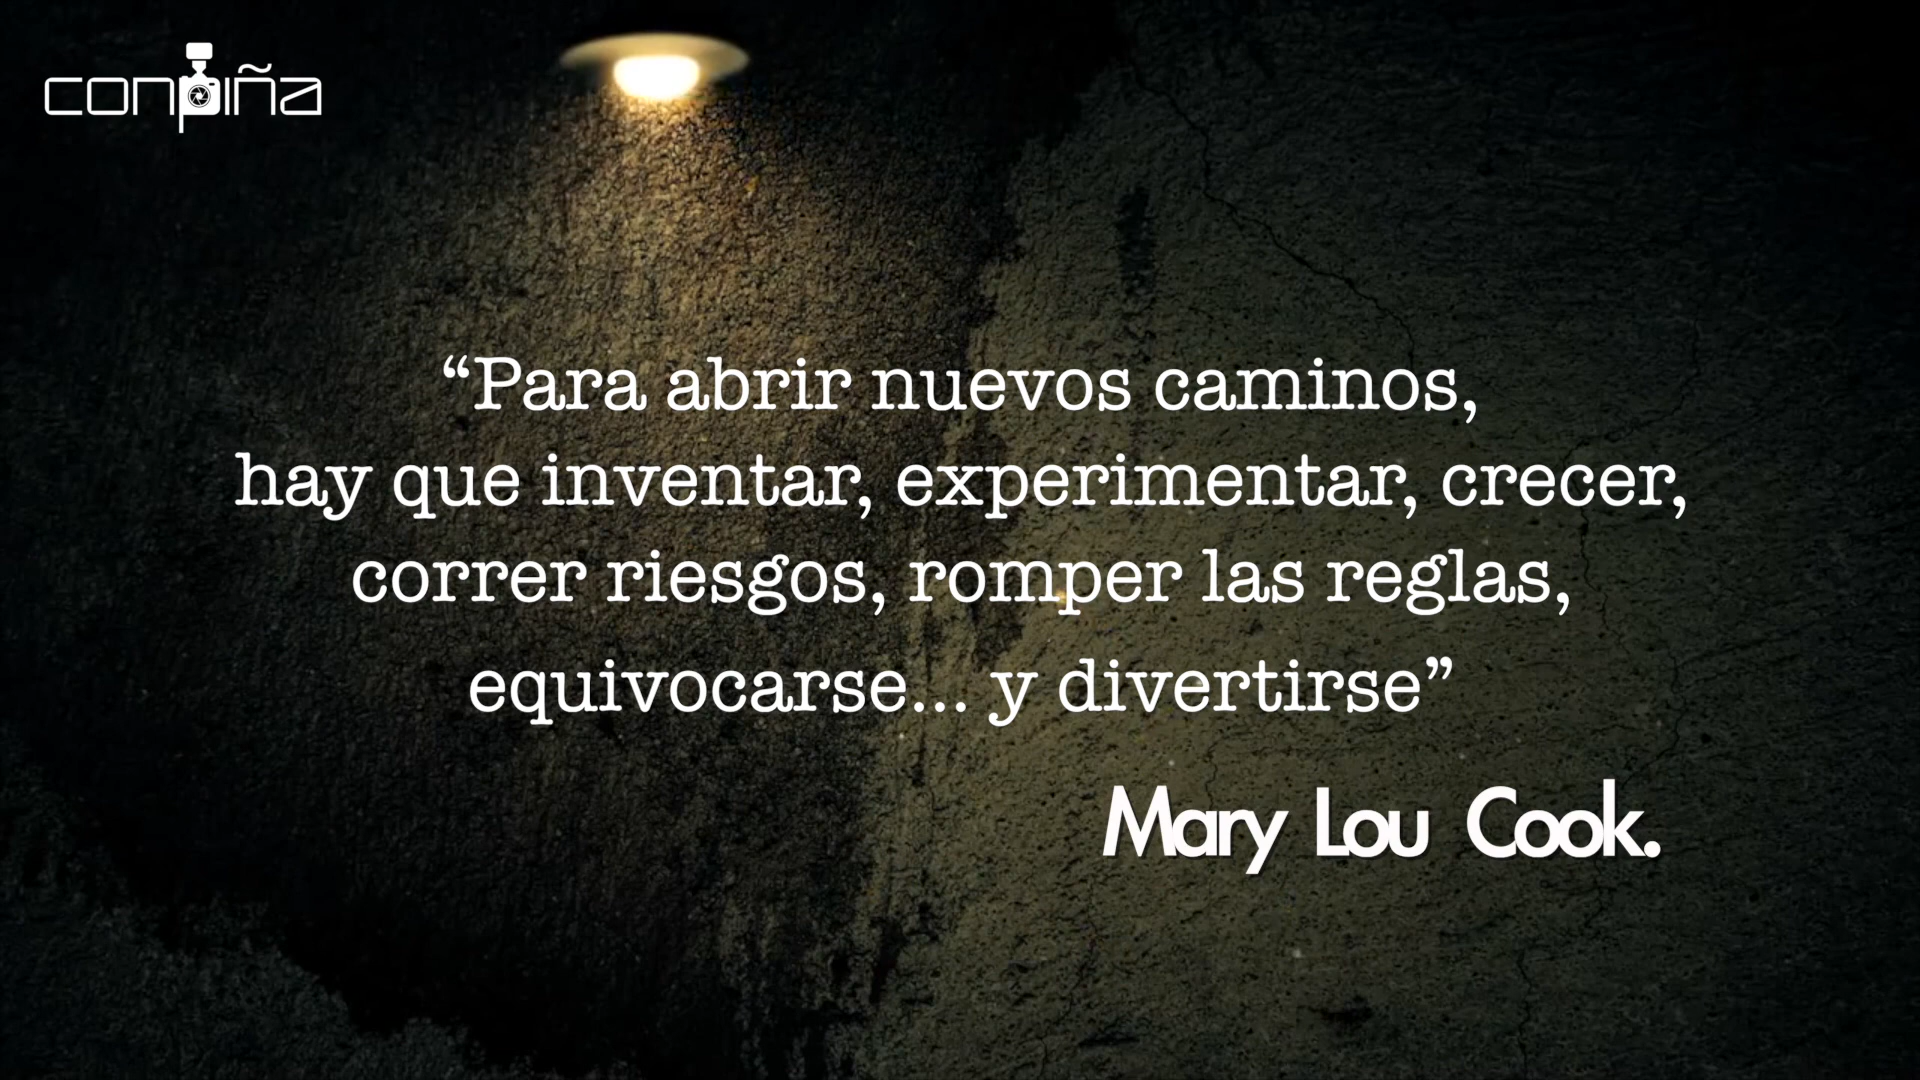 conpiña
“Para abrir nuevos caminos,
hay que inventar, experimentar, crecer,
correr riesgos, romper las reglas,
equivocarse... y divertirse”
Mary Lou Cook.